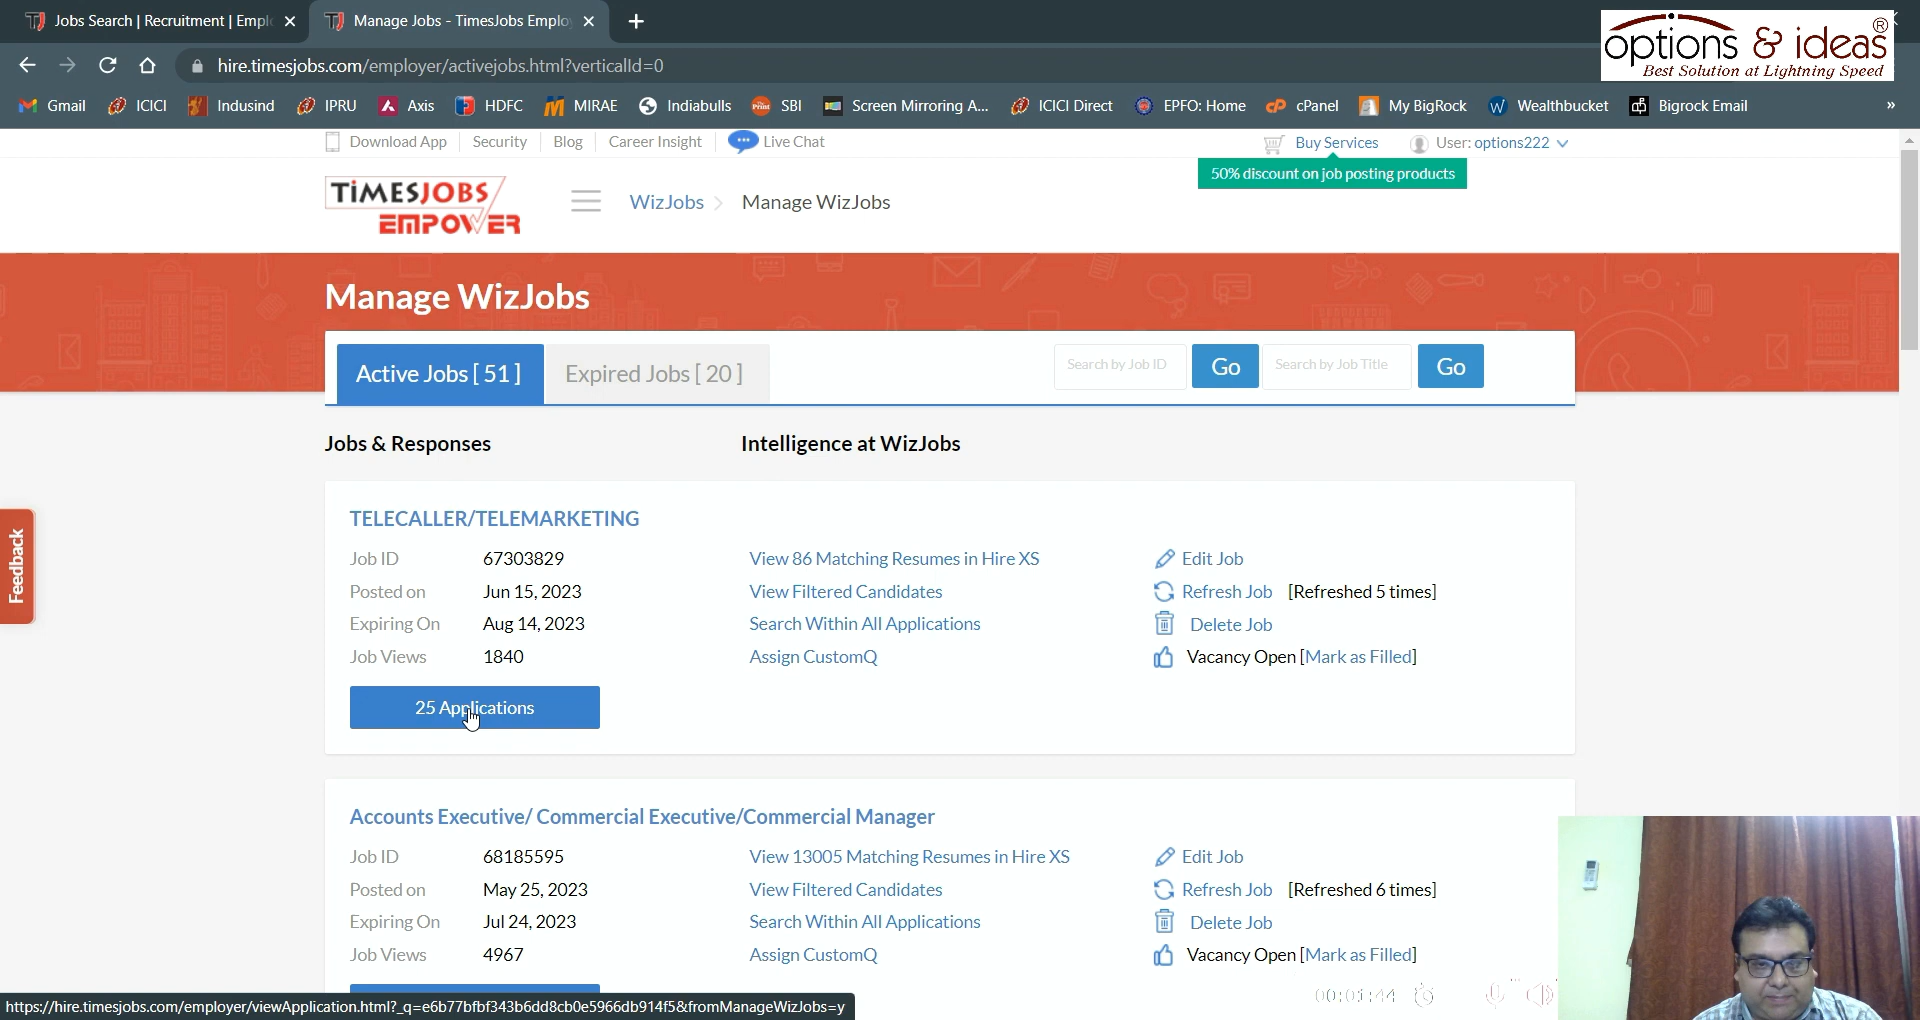 Jobs Search | Recruitment | Empl
Manage Jobs - TimesJobs Emplo
hire.timesjobs.com/employer/activejobs.html?verticalId=0
options & ideas®
Best Solution at Lightning Speed
Gmail ICICI Indusind IPRU Axis HDFC MIRAE Indiabulls SBI Screen Mirroring A... ICICI Direct EPFO: Home cPanel My BigRock Wealthbucket Bigrock Email »
Download App Security Blog Career Insight Live Chat Buy Services User: options222
50% discount on job posting products
TIMESJOBS
EMPOWER
WizJobs Manage WizJobs
Manage WizJobs
Active Jobs [ 51 ] Expired Jobs [ 20 ] Search by Job ID Go Search by Job Title Go
Jobs & Responses Intelligence at WizJobs
Feedback
TELECALLER/TELEMARKETING
Job ID 67303829 View 86 Matching Resumes in Hire XS Edit Job
Posted on Jun 15, 2023 View Filtered Candidates Refresh Job [Refreshed 5 times]
Expiring On Aug 14, 2023 Search Within All Applications Delete Job
Job Views 1840 Assign CustomQ Vacancy Open [Mark as Filled]
25 Applications
Accounts Executive/ Commercial Executive/Commercial Manager
Job ID 68185595 View 13005 Matching Resumes in Hire XS Edit Job
Posted on May 25, 2023 View Filtered Candidates Refresh Job [Refreshed 6 times]
Expiring On Jul 24, 2023 Search Within All Applications Delete Job
Job Views 4967 Assign CustomQ Vacancy Open [Mark as Filled]
00:01:44
https://hire.timesjobs.com/employer/viewApplication.html?_q=e6b77bfbf343b6dd8cb0e5966db914f5&fromManageWizJobs=y